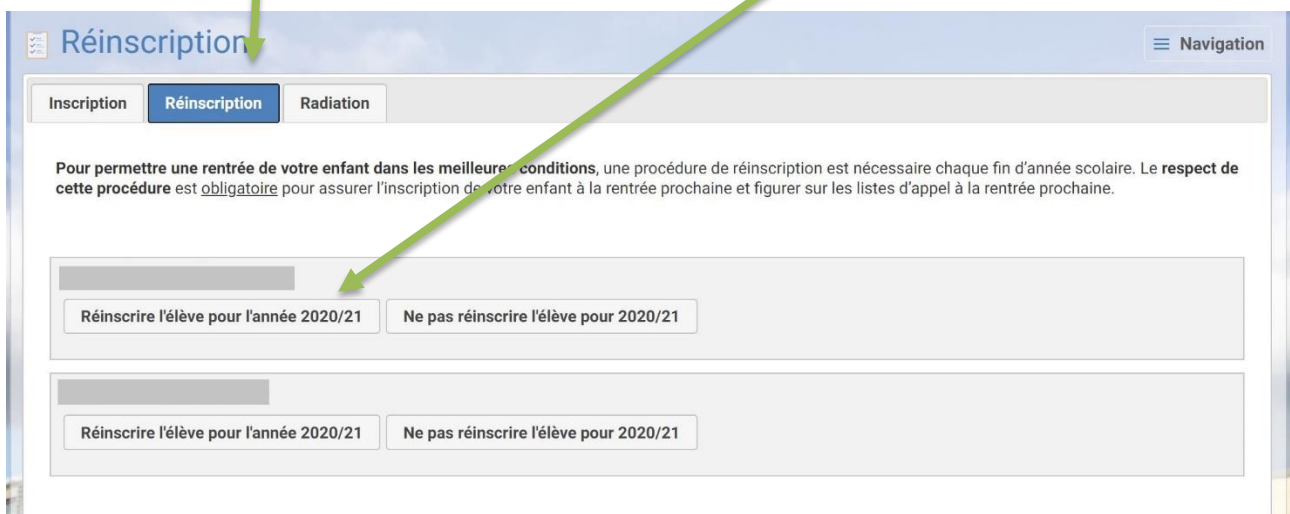 Réinscription
Navigation
Inscription
Réinscription
Radiation
Pour permettre une rentrée de votre enfant dans les meilleures conditions, une procédure de réinscription est nécessaire chaque fin d'année scolaire. Le respect de
cette procédure est obligatoire pour assurer l'inscription de votre enfant à la rentrée prochaine et figurer sur les listes d'appel à la rentrée prochaine.
Réinscrire l'élève pour l'année 2020/21
Ne pas réinscrire l'élève pour 2020/21
Réinscrire l'élève pour l'année 2020/21
Ne pas réinscrire l'élève pour 2020/21